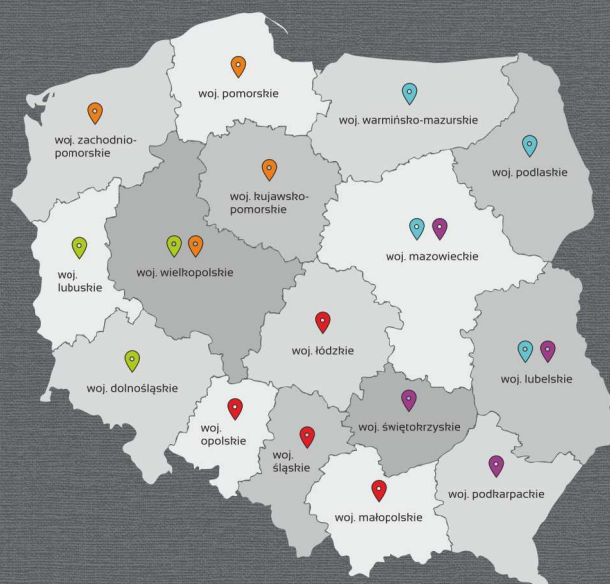 woj. pomorskie
woj. warmińsko-mazurskie
woj. zachodnio-
pomorskie
woj. podlaskie
woj. kujawsko-
pomorskie
woj. mazowieckie
woj. wielkopolskie
woj.
lubuskie
woj. łódzkie
woj. lubelskie
woj. dolnośląskie
woj.
opolskie
woj. świętokrzyskie
woj.
śląskie
woj. podkarpackie
woj. małopolskie